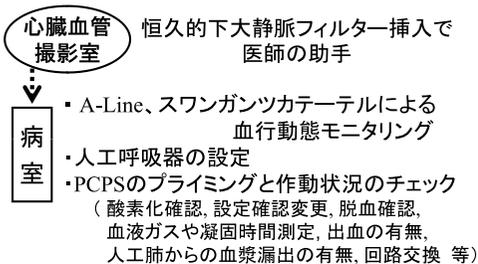 心臓血管
撮影室
恒久的下大静脈フィルター挿入で
医師の助手
病室
・A-Line、スワンガンツカテーテルによる
血行動態モニタリング
・人工呼吸器の設定
・PCPSのプライミングと作動状況のチェック
（ 酸素化確認, 設定確認変更, 脱血確認,
血液ガスや凝固時間測定, 出血の有無,
人工肺からの血漿漏出の有無, 回路交換 等）